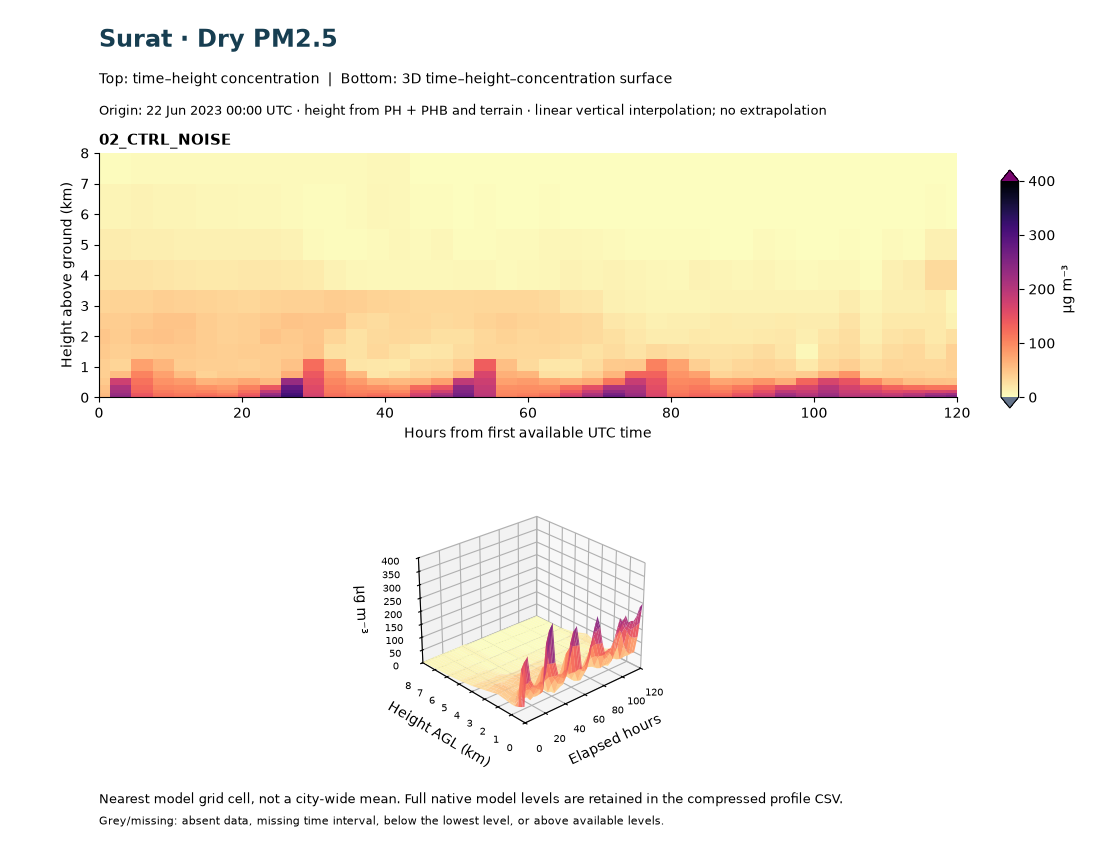 Surat · Dry PM2.5
Top: time–height concentration | Bottom: 3D time–height–concentration surface
Origin: 22 Jun 2023 00:00 UTC · height from PH + PHB and terrain · linear vertical interpolation; no extrapolation
02_CTRL_NOISE
8
7
6
5
4
3
2
1
0
Height above ground (km)
0 20 40 60 80 100 120
Hours from first available UTC time
400
300
200
100
0
µg m⁻³
400
350
300
250
200
150
100
50
0
µg m⁻³
8 7 6 5 4 3 2 1 0
Height AGL (km)
0 20 40 60 80 100 120
Elapsed hours
Nearest model grid cell, not a city-wide mean. Full native model levels are retained in the compressed profile CSV.
Grey/missing: absent data, missing time interval, below the lowest level, or above available levels.